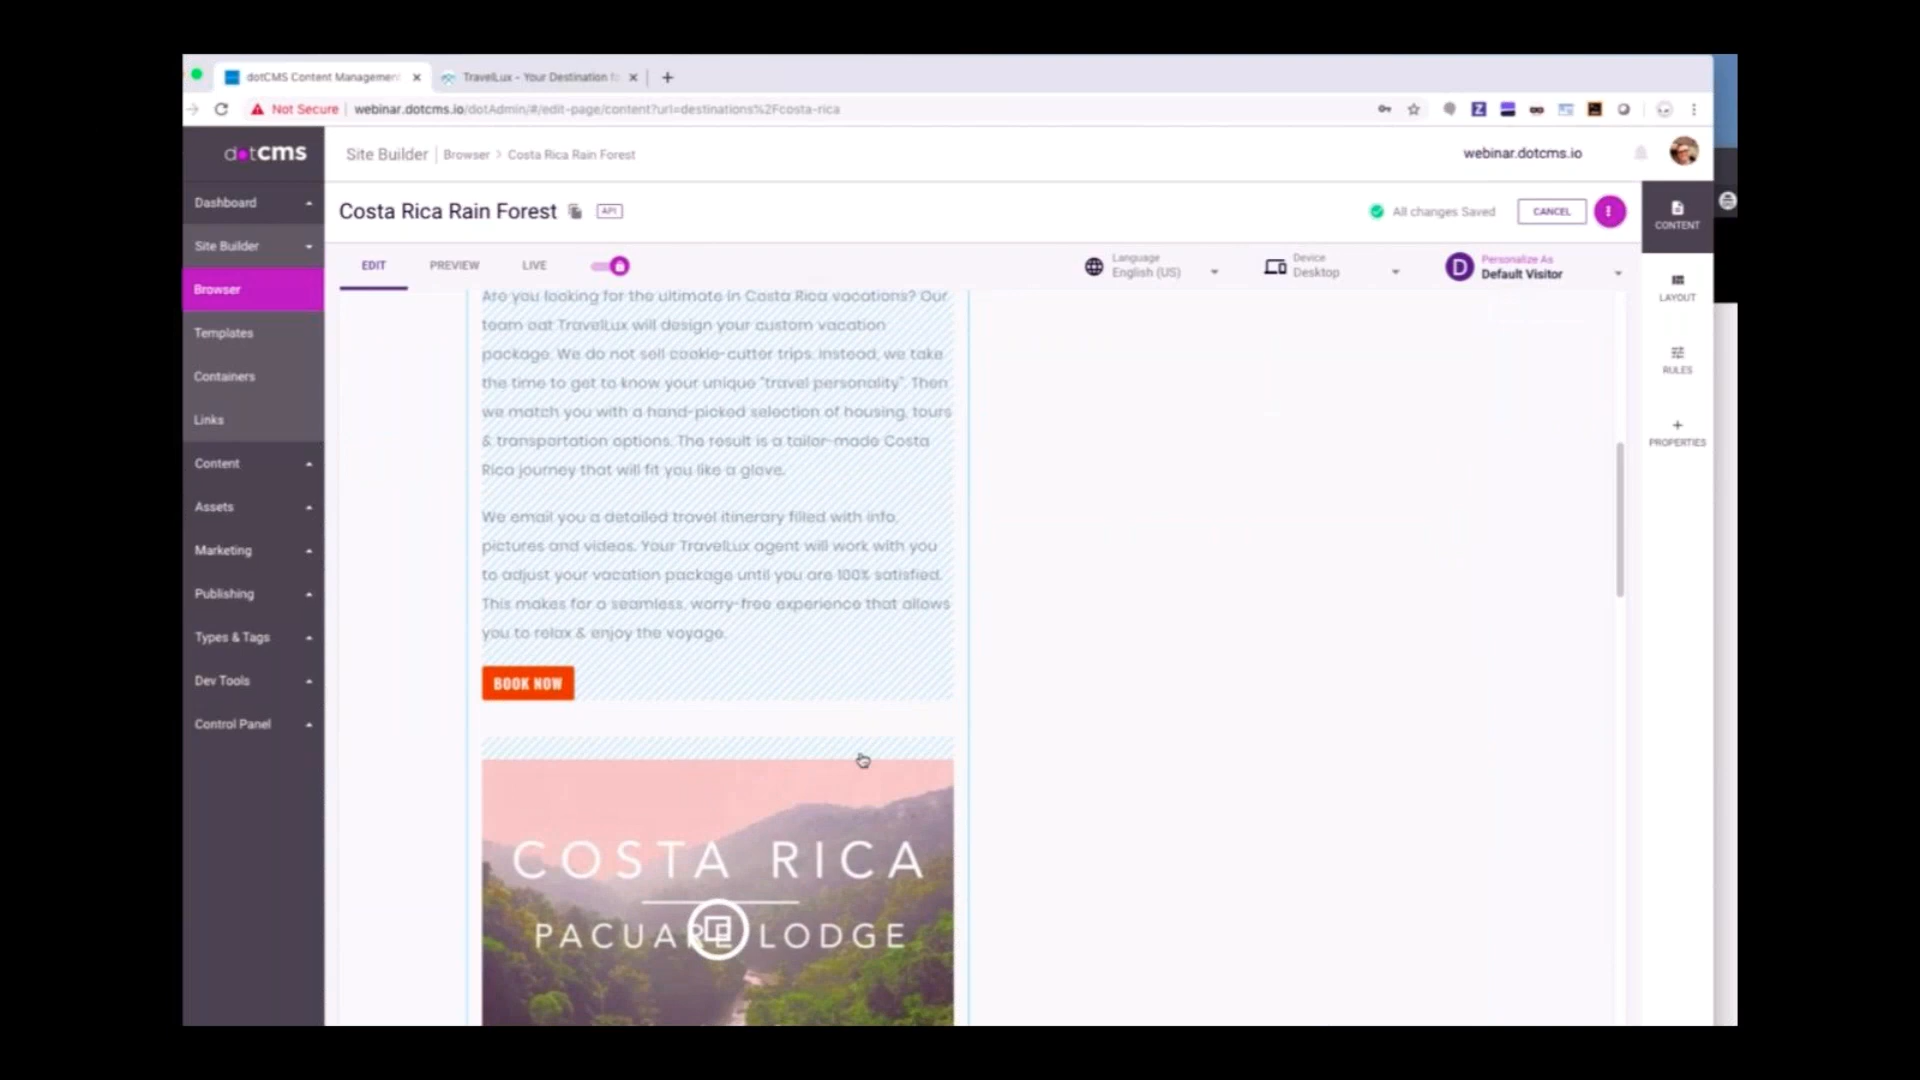 dotCMS Content Management
TravelLux - Your Destination fo
Not Secure
webinar.dotcms.io/dotAdmin/#/edit-page/content?url=destinations%2Fcosta-rica
dotCMS
Site Builder
Browser > Costa Rica Rain Forest
webinar.dotcms.io
Costa Rica Rain Forest
API
All changes Saved
CANCEL
EDIT
PREVIEW
LIVE
Language
English (US)
Device
Desktop
D
Personalize As
Default Visitor
Dashboard
Site Builder
Browser
Templates
Containers
Links
Content
Assets
Marketing
Publishing
Types & Tags
Dev Tools
Control Panel
Are you looking for the ultimate in Costa Rica vacations? Our
team oat TravelLux will design your custom vacation
package. We do not sell cookie-cutter trips. Instead, we take
the time to get to know your unique "travel personality". Then
we match you with a hand-picked selection of housing, tours
& transportation options. The result is a tailor-made Costa
Rica journey that will fit you like a glove.
We email you a detailed travel itinerary filled with info,
pictures and videos. Your TravelLux agent will work with you
to adjust your vacation package until you are 100% satisfied.
This makes for a seamless, worry-free experience that allows
you to relax & enjoy the voyage.
BOOK NOW
COSTA RICA
PACUARE LODGE
CONTENT
LAYOUT
RULES
PROPERTIES